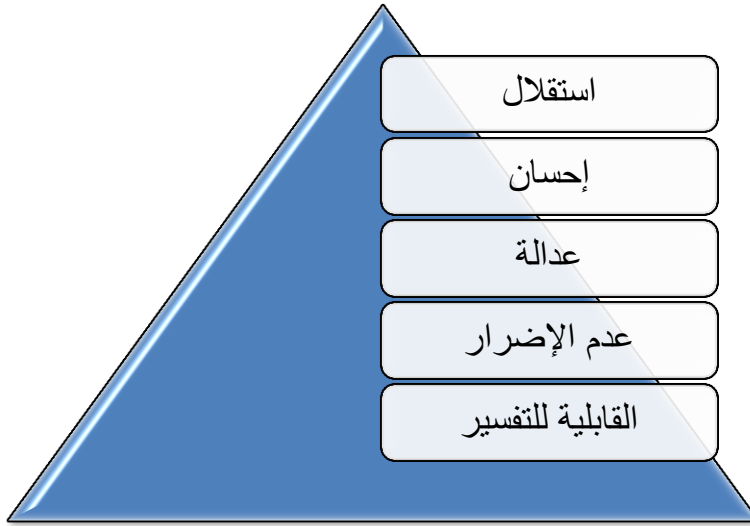 استقلال
إحسان
عدالة
عدم الإضرار
القابلية للتفسير